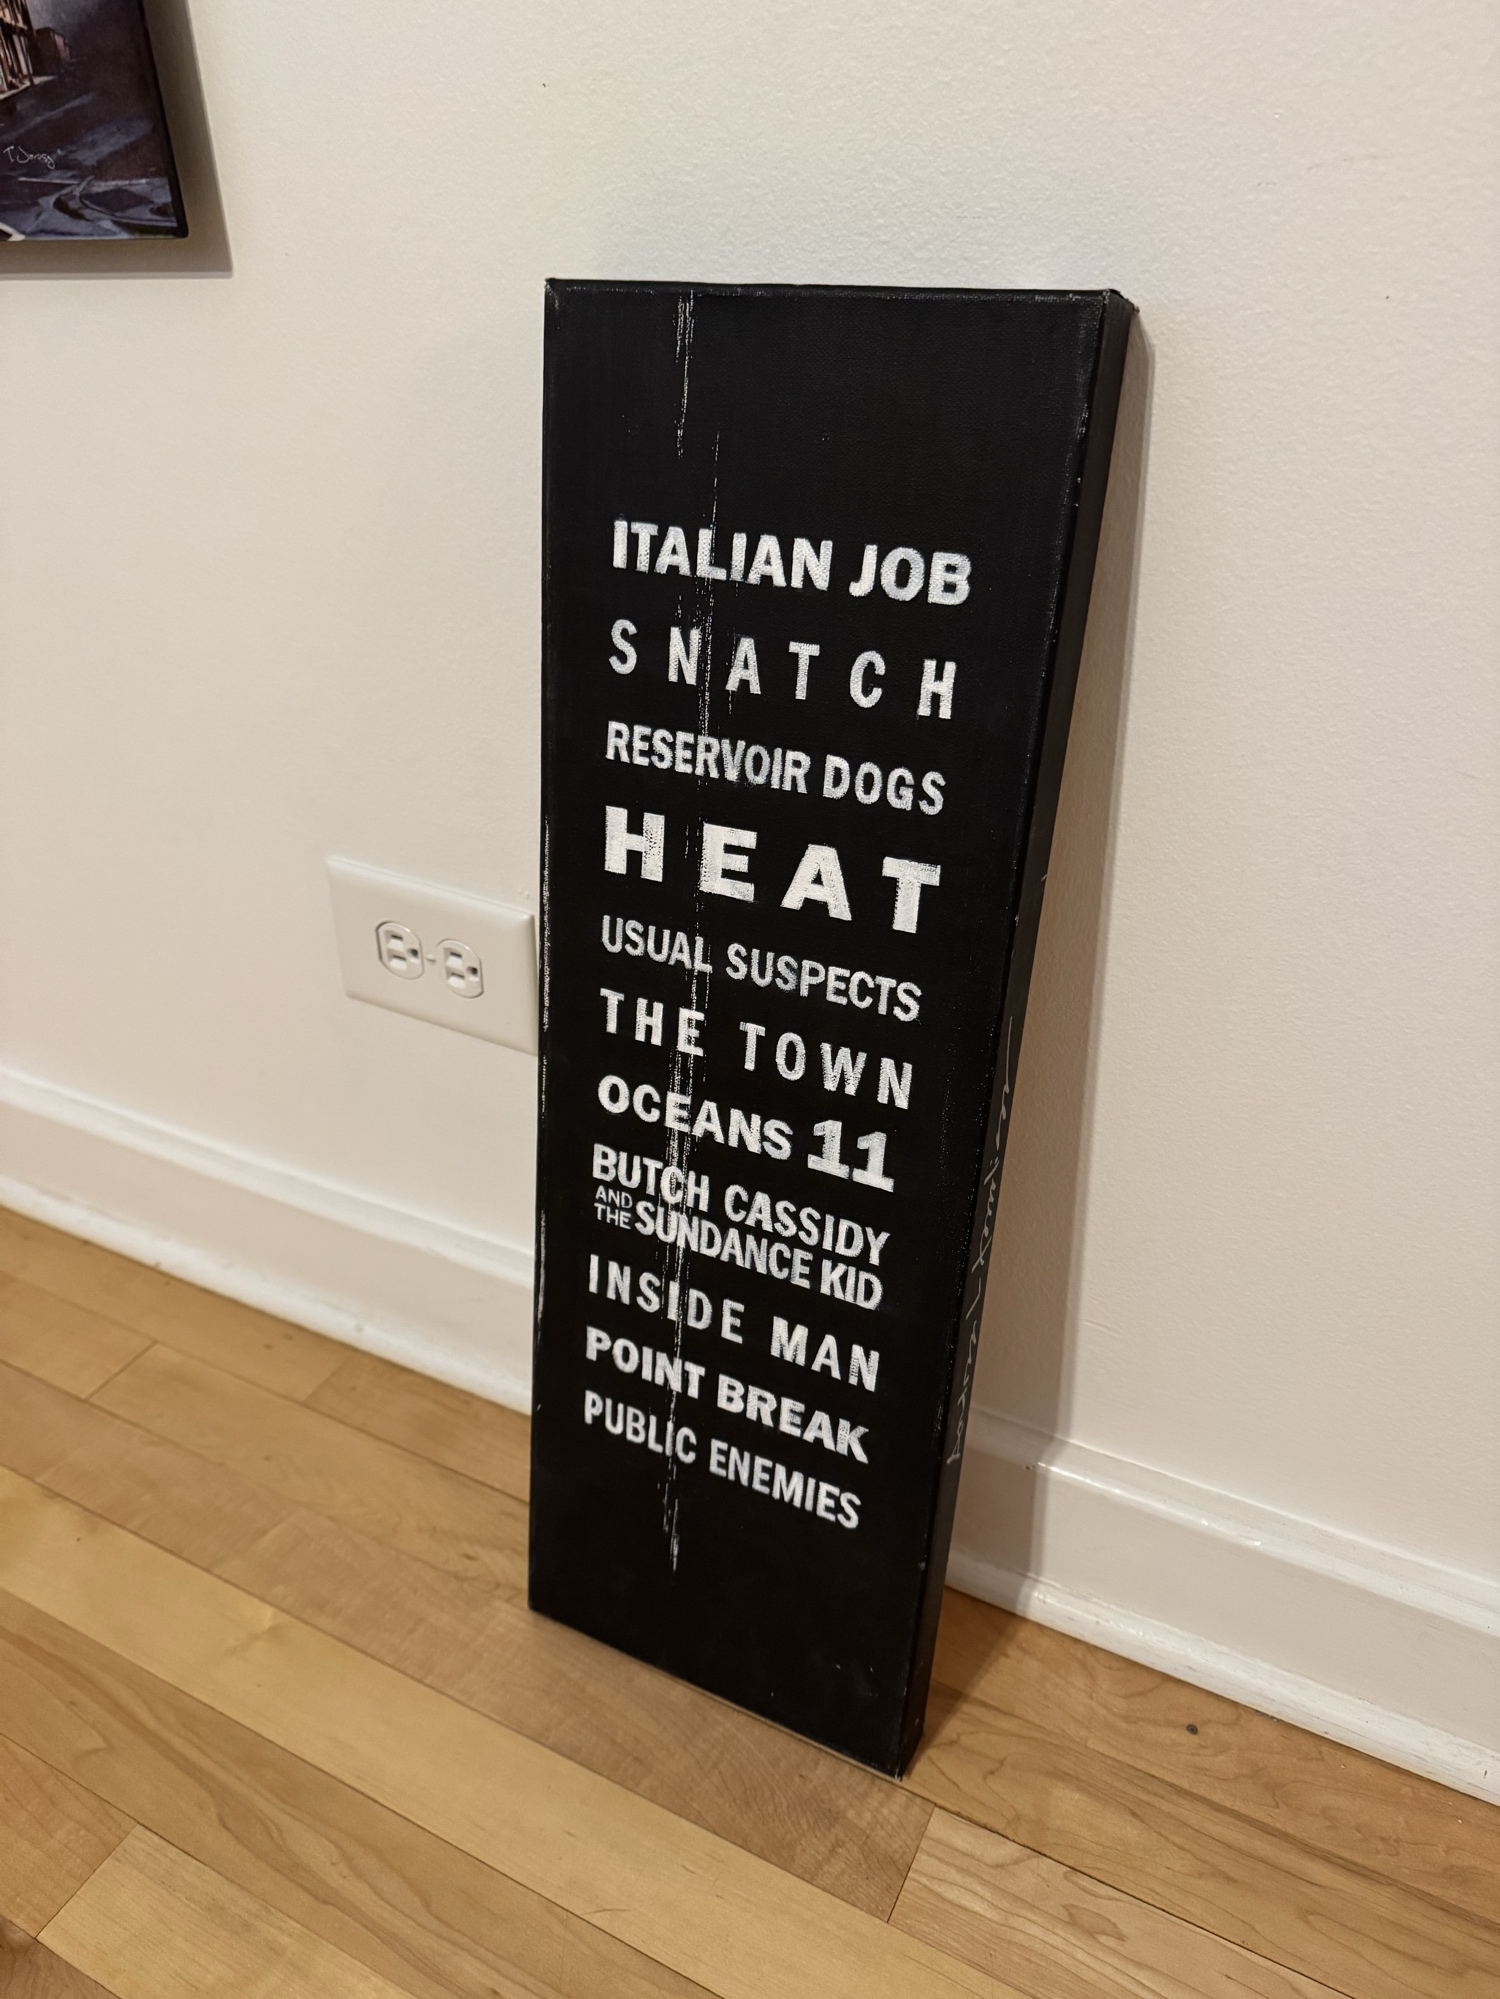 T. Jerosy
ITALIAN JOB
SNATCH
RESERVOIR DOGS
HEAT
USUAL SUSPECTS
THE TOWN
OCEANS 11
BUTCH CASSIDY
AND THE SUNDANCE KID
INSIDE MAN
POINT BREAK
PUBLIC ENEMIES